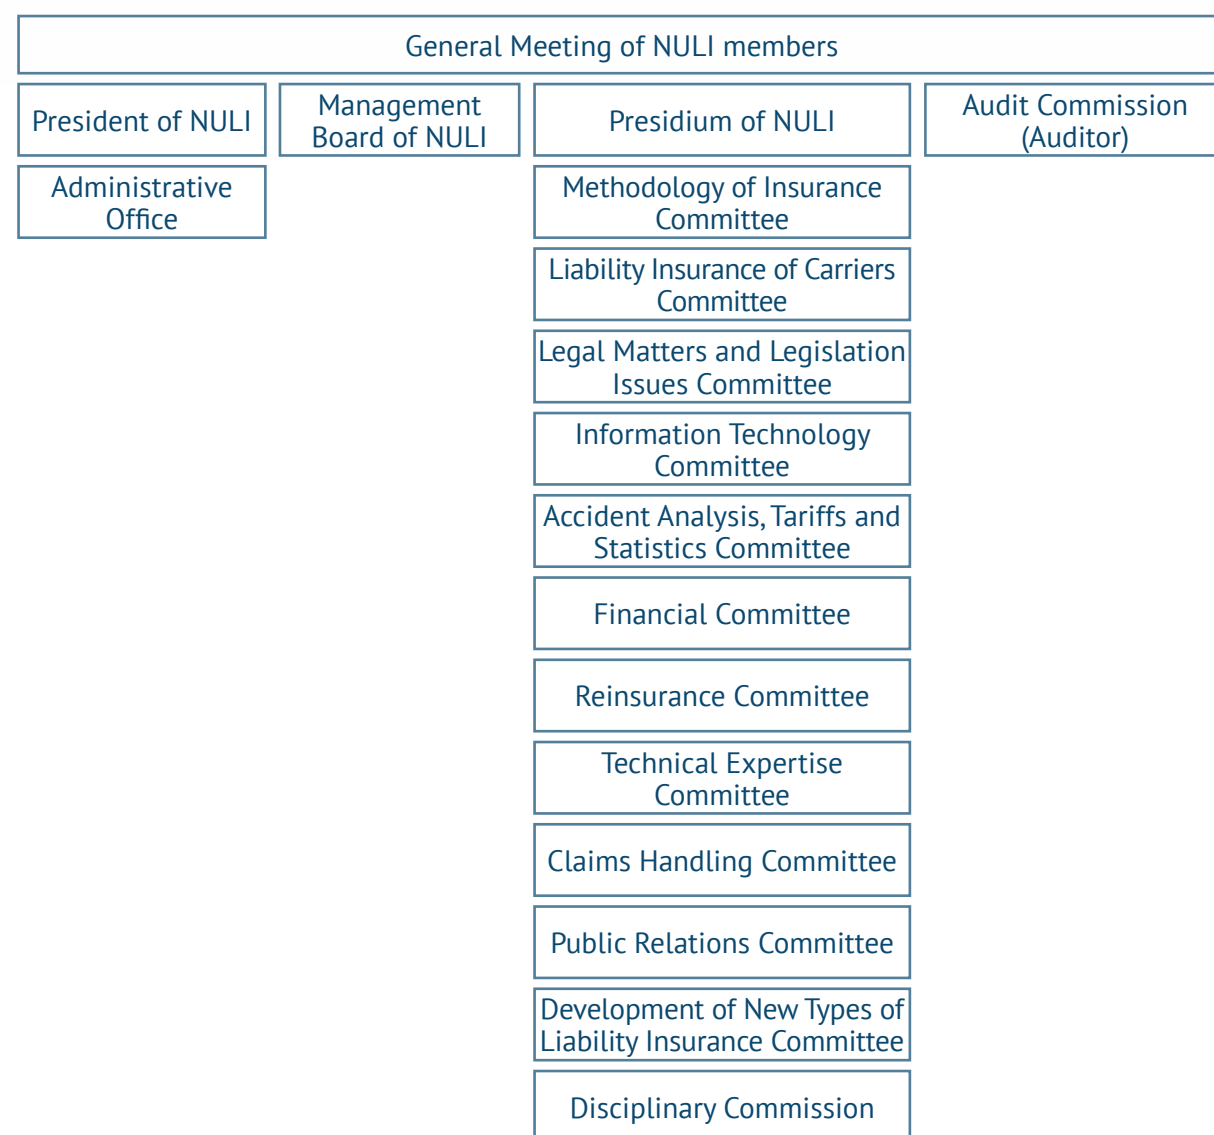 General Meeting of NULI members
President of NULI
Management
Board of NULI
Presidium of NULI
Audit Commission
(Auditor)
Administrative
Office
Methodology of Insurance
Committee
Liability Insurance of Carriers
Committee
Legal Matters and Legislation
Issues Committee
Information Technology
Committee
Accident Analysis, Tariffs and
Statistics Committee
Financial Committee
Reinsurance Committee
Technical Expertise
Committee
Claims Handling Committee
Public Relations Committee
Development of New Types of
Liability Insurance Committee
Disciplinary Commission